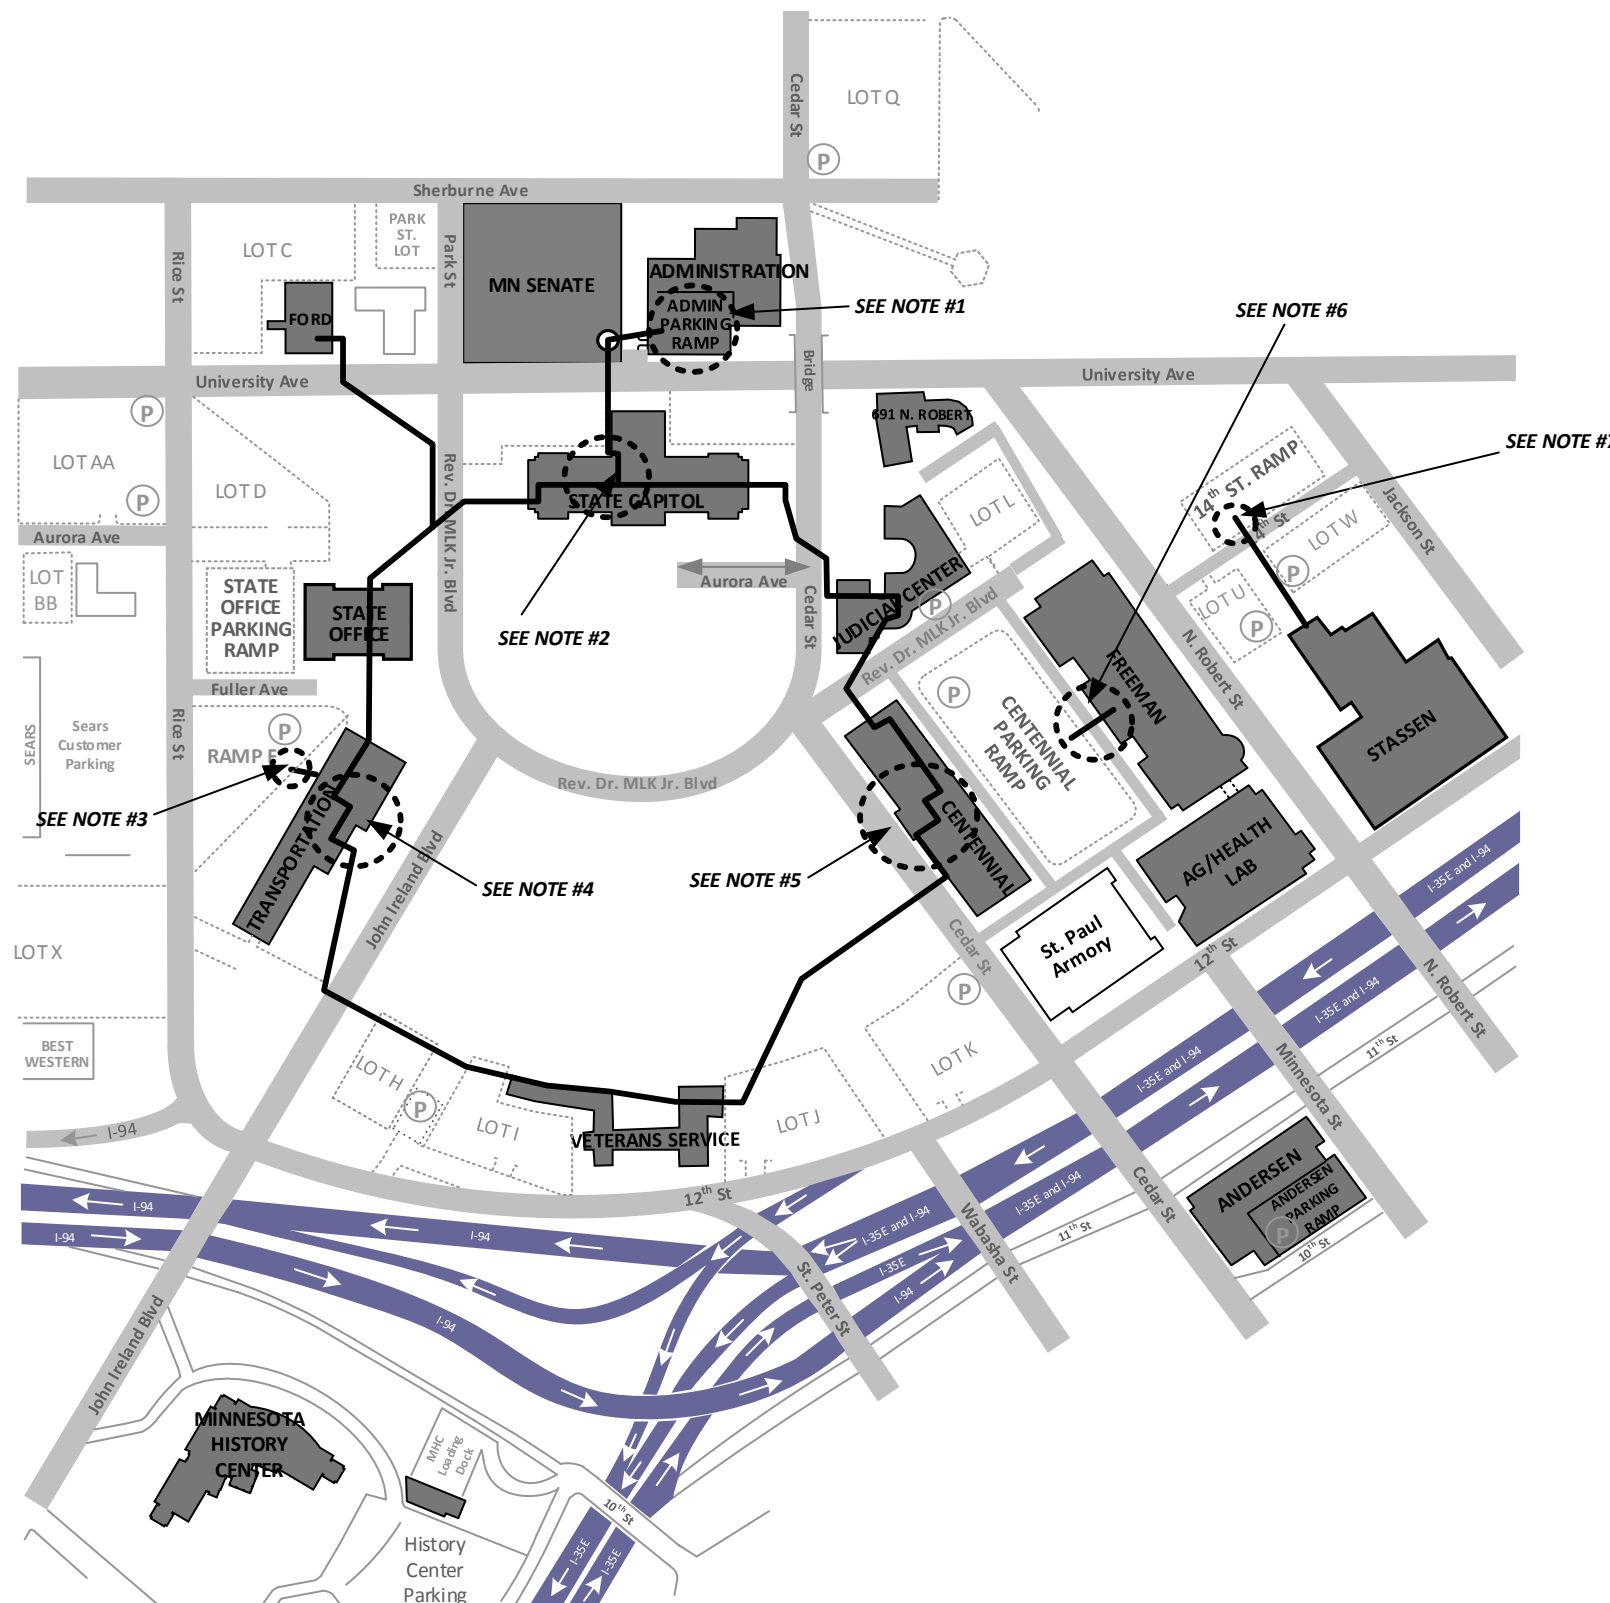 Cedar St
LOT Q
P
Sherburne Ave
Rice St
LOT C
PARK
ST.
LOT
Park St
MN SENATE
ADMINISTRATION
ADMIN
PARKING
RAMP
SEE NOTE #1
SEE NOTE #6
FORD
University Ave
Bridge
University Ave
P
LOT AA
P
LOT D
Rev. Dr. MLK Jr. Blvd
STATE CAPITOL
691 N. ROBERT
LOT L
14th ST. RAMP
SEE NOTE #7
Jackson St
LOT W
P
Aurora Ave
LOT
BB
STATE
OFFICE
PARKING
RAMP
STATE
OFFICE
SEE NOTE #2
Aurora Ave
Cedar St
JUDICIAL CENTER
P
Rev. Dr. MLK Jr. Blvd
LOT U
P
N. Robert St
Fuller Ave
Rice St
SEARS
Sears
Customer
Parking
P
RAMP F
SEE NOTE #3
TRANSPORTATION
SEE NOTE #4
John Ireland Blvd
Rev. Dr. MLK Jr. Blvd
P
CENTENNIAL
PARKING
RAMP
FREEMAN
STASSEN
SEE NOTE #5
CENTENNIAL
AG/HEALTH
LAB
St. Paul
Armory
Cedar St
12th St
I-35E and I-94
I-35E and I-94
N. Robert St
LOT X
P
BEST
WESTERN
LOT H
P
LOT I
VETERANS SERVICE
LOT J
LOT K
I-35E and I-94
11th St
Minnesota St
I-94
I-94
I-94
I-94
12th St
I-35E and I-94
I-35E and I-94
Wabasha St
11th St
Cedar St
ANDERSEN
ANDERSEN
PARKING
RAMP
P
10th St
I-35E
I-94
I-94
St. Peter St
John Ireland Blvd
MINNESOTA
HISTORY
CENTER
MHC
Loading
Dock
10th St
I-35E
I-35E
History
Center
Parking